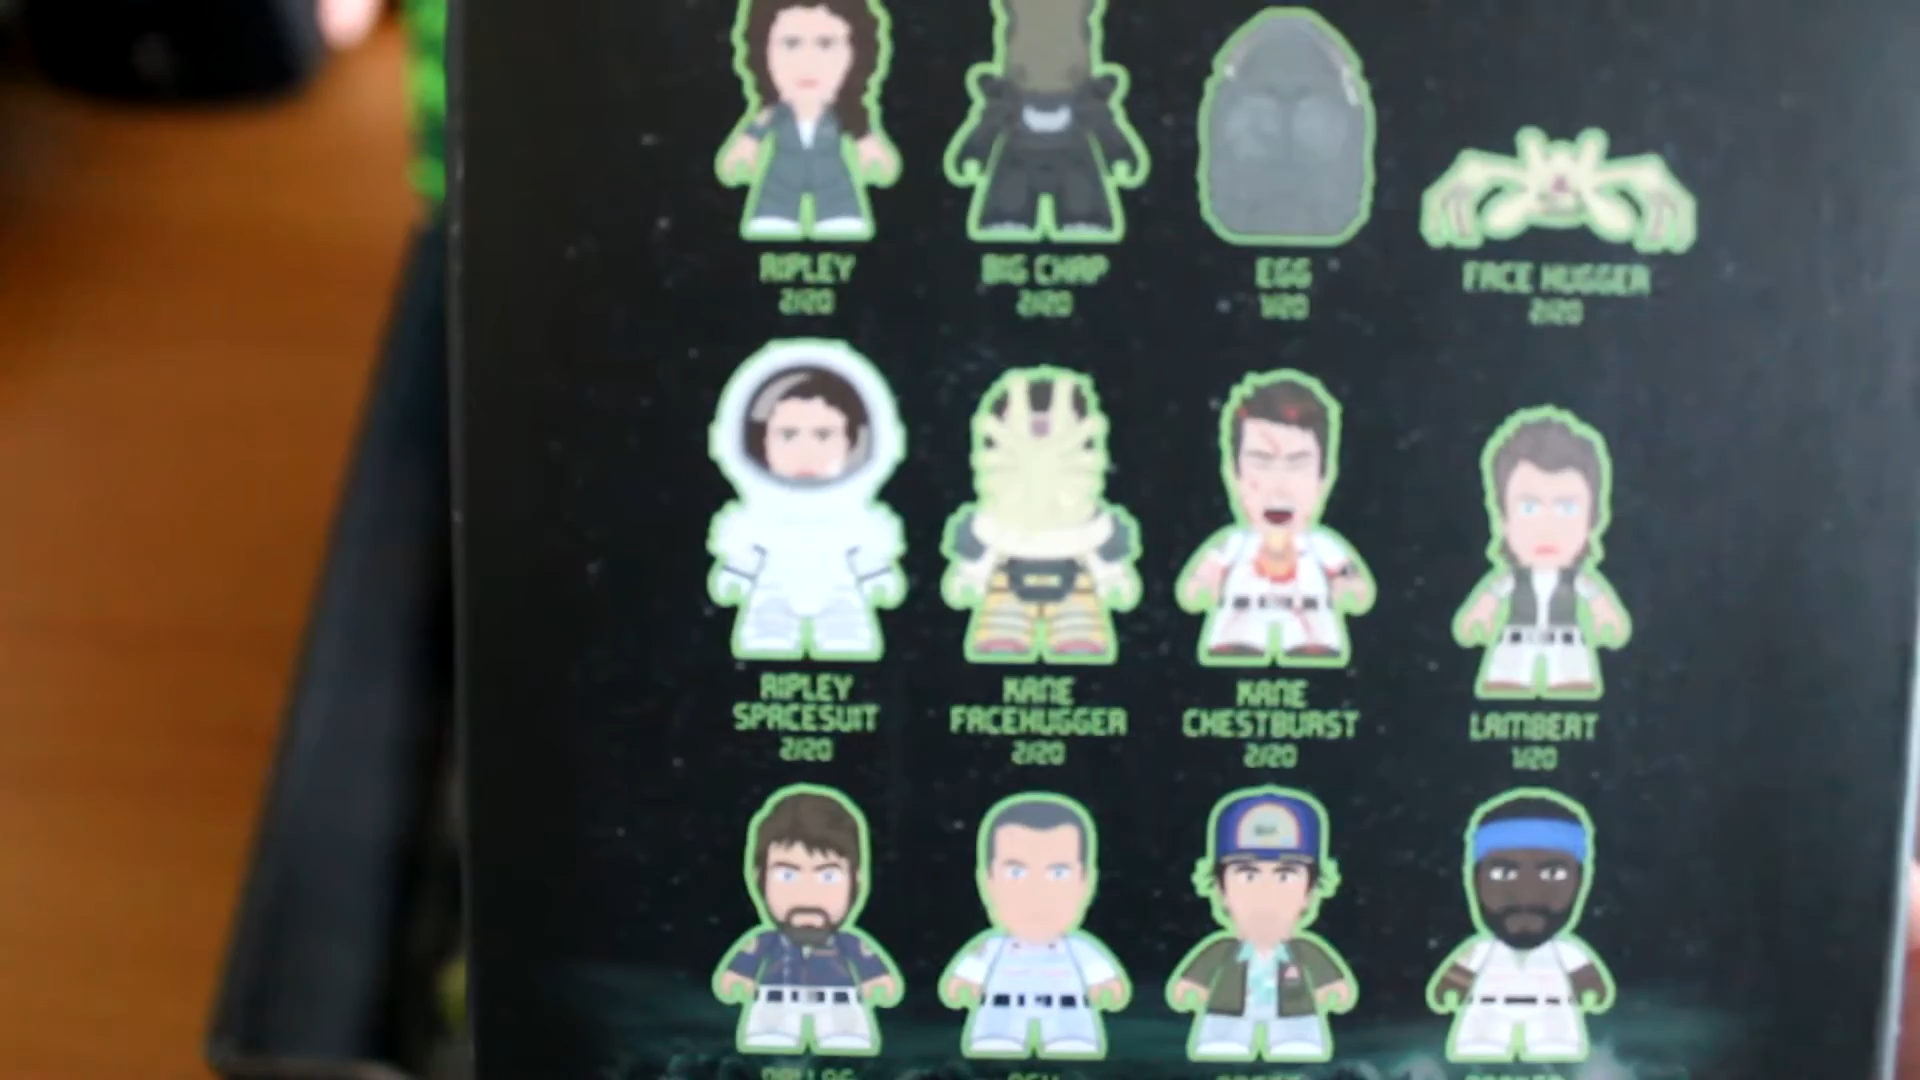 RIPLEY
2/20
BIG CHAP
2/20
EGG
1/20
FACE HUGGER
2/20
RIPLEY
SPACESUIT
2/20
KANE
FACEHUGGER
2/20
KANE
CHESTBURST
2/20
LAMBERT
1/20